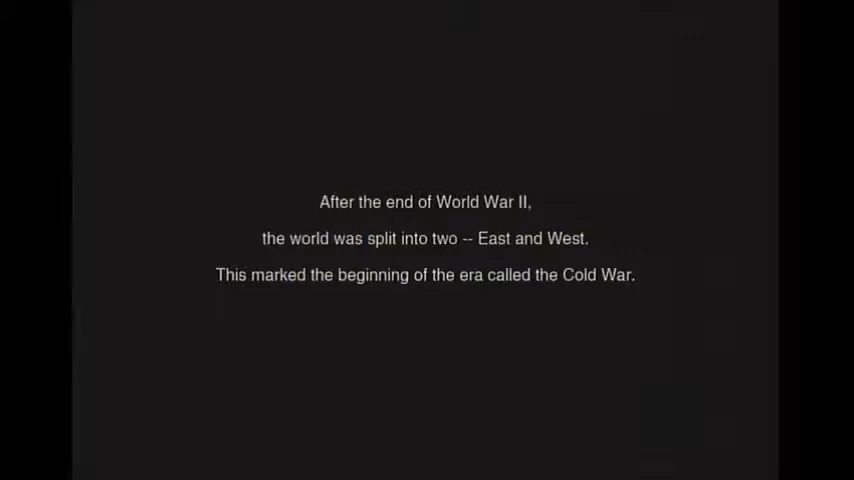 After the end of World War II,
the world was split into two -- East and West.
This marked the beginning of the era called the Cold War.